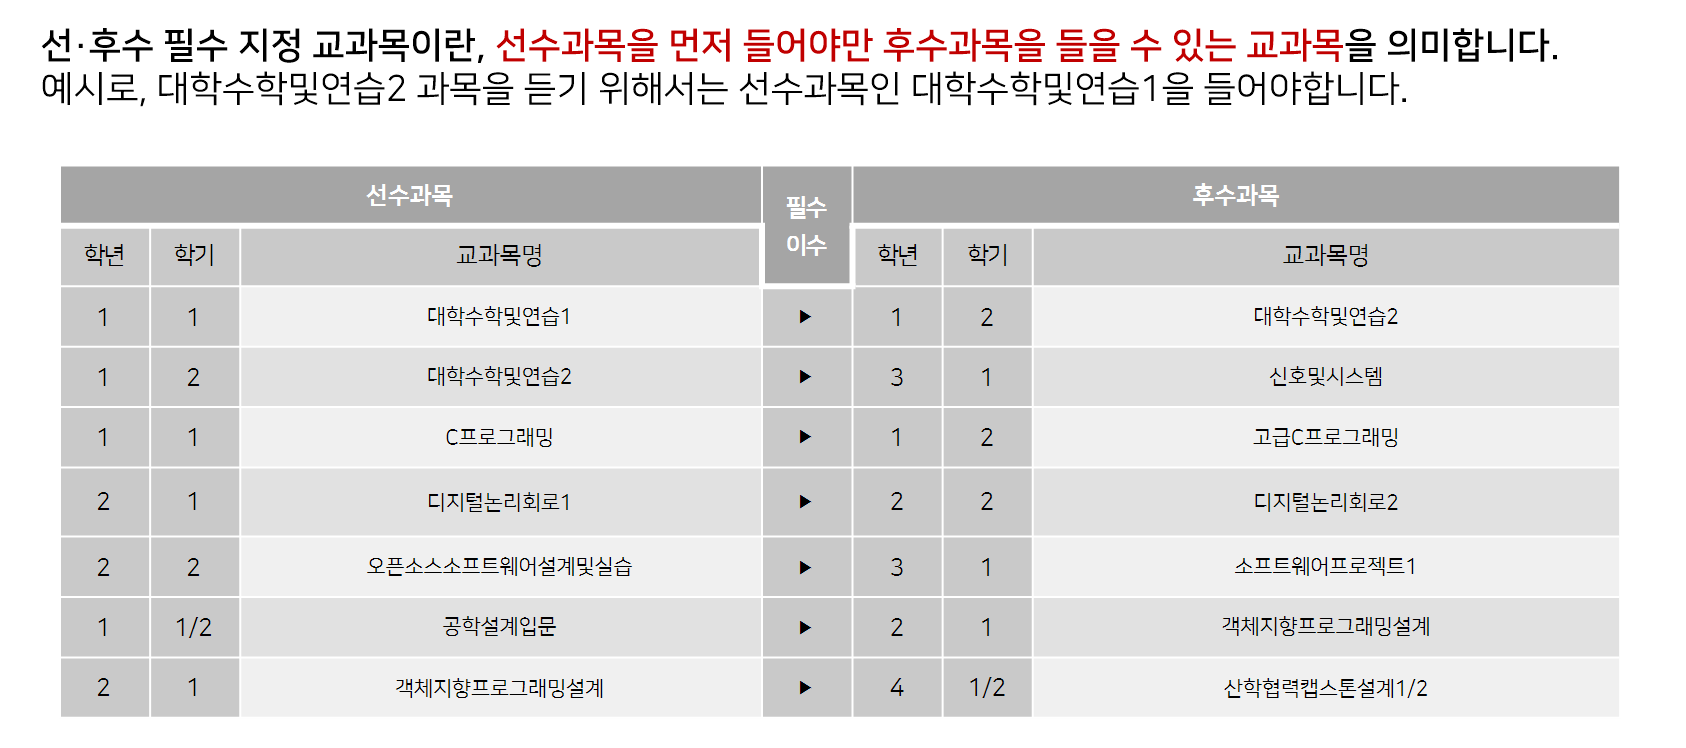 선·후수 필수 지정 교과목이란, 선수과목을 먼저 들어야만 후수과목을 들을 수 있는 교과목을 의미합니다.
예시로, 대학수학및연습2 과목을 듣기 위해서는 선수과목인 대학수학및연습1을 들어야합니다.
선수과목 필수 이수 후수과목
학년 학기 교과목명 학년 학기 교과목명
1 1 대학수학및연습1 ▶ 1 2 대학수학및연습2
1 2 대학수학및연습2 ▶ 3 1 신호및시스템
1 1 C프로그래밍 ▶ 1 2 고급C프로그래밍
2 1 디지털논리회로1 ▶ 2 2 디지털논리회로2
2 2 오픈소스소프트웨어설계및실습 ▶ 3 1 소프트웨어프로젝트1
1 1/2 공학설계입문 ▶ 2 1 객체지향프로그래밍설계
2 1 객체지향프로그래밍설계 ▶ 4 1/2 산학협력캡스톤설계1/2